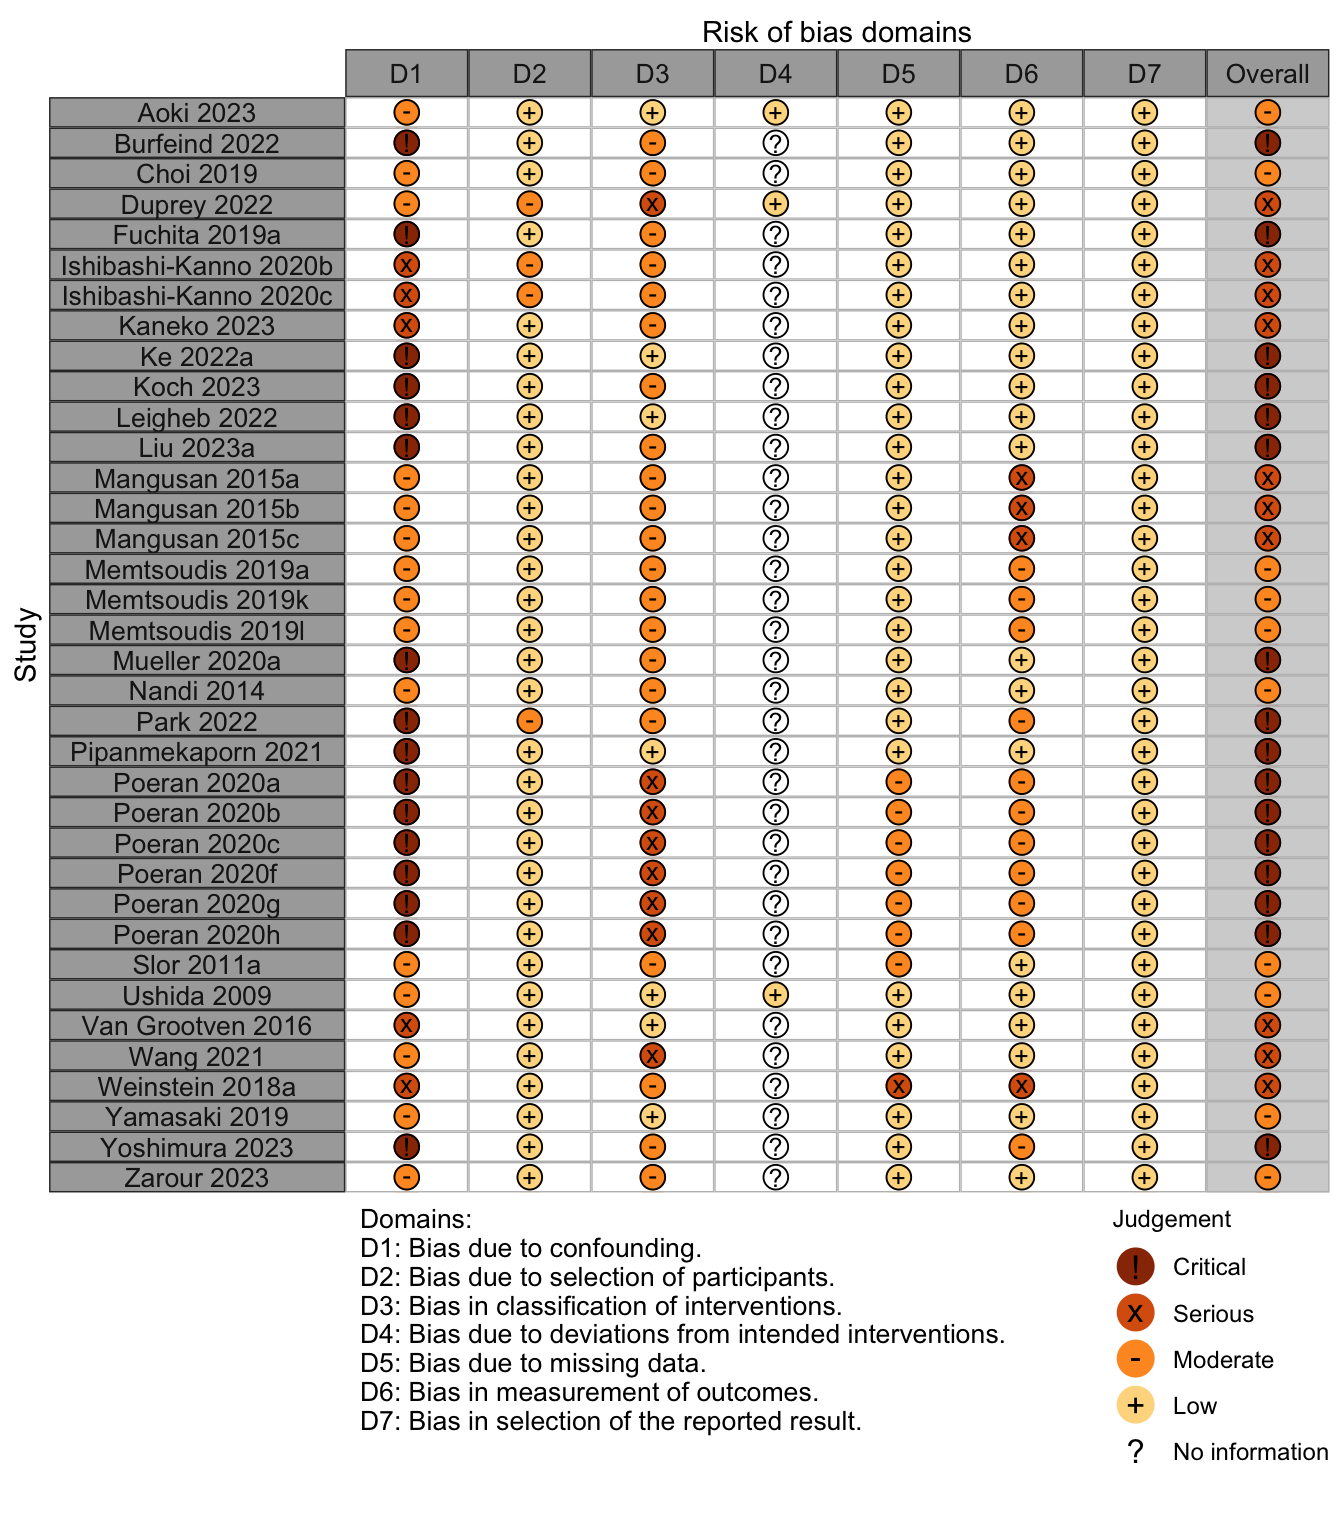 Risk of bias domains
D1 D2 D3 D4 D5 D6 D7 Overall
Aoki 2023 - + + + + + + -
Burfeind 2022 ! + - ? + + + !
Choi 2019 - + - ? + + + -
Duprey 2022 - - x + + + + x
Fuchita 2019a ! + - ? + + + !
Ishibashi-Kanno 2020b x - - ? + + + x
Ishibashi-Kanno 2020c x - - ? + + + x
Kaneko 2023 x + - ? + + + x
Ke 2022a ! + + ? + + + !
Koch 2023 ! + - ? + + + !
Leigheb 2022 ! + + ? + + + !
Liu 2023a ! + - ? + + + !
Mangusan 2015a - + - ? + x + x
Mangusan 2015b - + - ? + x + x
Mangusan 2015c - + - ? + x + x
Memtsoudis 2019a - + - ? + - + -
Memtsoudis 2019k - + - ? + - + -
Memtsoudis 2019l - + - ? + - + -
Mueller 2020a ! + - ? + + + !
Nandi 2014 - + - ? + + + -
Park 2022 ! - - ? + - + !
Pipanmekaporn 2021 ! + + ? + + + !
Poeran 2020a ! + x ? - - + !
Poeran 2020b ! + x ? - - + !
Poeran 2020c ! + x ? - - + !
Poeran 2020f ! + x ? - - + !
Poeran 2020g ! + x ? - - + !
Poeran 2020h ! + x ? - - + !
Slor 2011a - + - ? - + + -
Ushida 2009 - + + + + + + -
Van Grootven 2016 x + + ? + + + x
Wang 2021 - + x ? + + + x
Weinstein 2018a x + - ? x x + x
Yamasaki 2019 - + + ? + + + -
Yoshimura 2023 ! + - ? + - + !
Zarour 2023 - + - ? + + + -
Study
Domains:
D1: Bias due to confounding.
D2: Bias due to selection of participants.
D3: Bias in classification of interventions.
D4: Bias due to deviations from intended interventions.
D5: Bias due to missing data.
D6: Bias in measurement of outcomes.
D7: Bias in selection of the reported result.
Judgement
! Critical
x Serious
- Moderate
+ Low
? No information